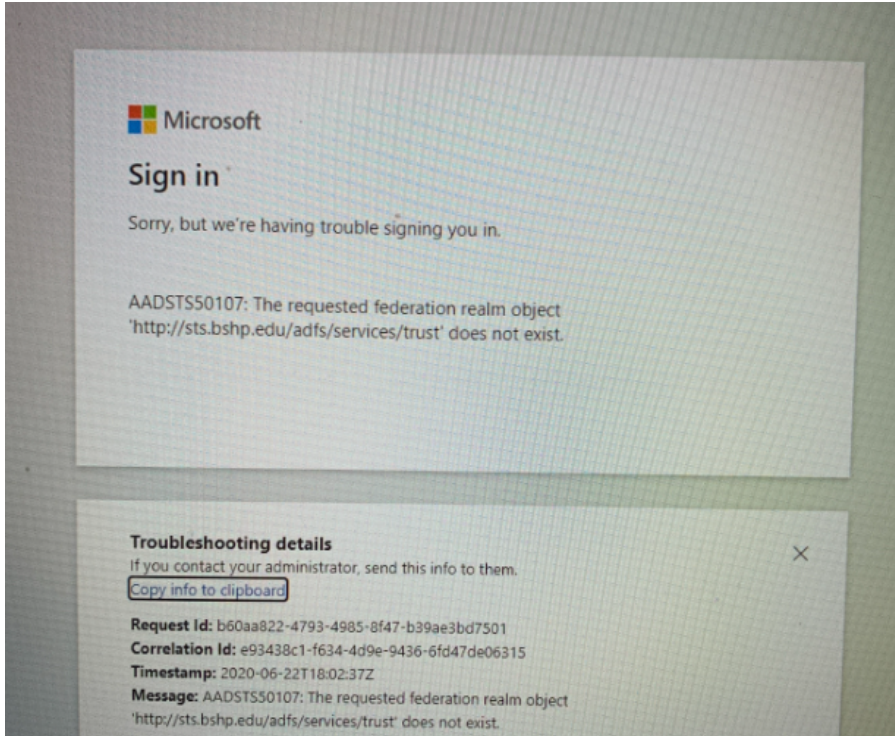 Microsoft
Sign in
Sorry, but we're having trouble signing you in.
AADSTS50107: The requested federation realm object
'http://sts.bshp.edu/adfs/services/trust' does not exist.
Troubleshooting details
If you contact your administrator, send this info to them.
Copy info to clipboard
Request Id: b60aa822-4793-4985-8f47-b39ae3bd7501
Correlation Id: e93438c1-f634-4d9e-9436-6fd47de06315
Timestamp: 2020-06-22T18:02:37Z
Message: AADSTS50107: The requested federation realm object
'http://sts.bshp.edu/adfs/services/trust' does not exist.